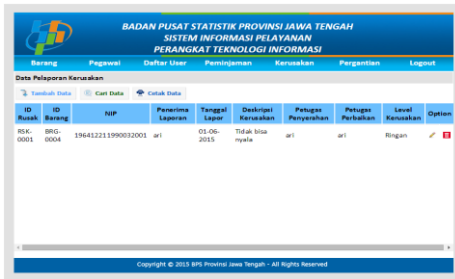 BADAN PUSAT STATISTIK PROVINSI JAWA TENGAH
SISTEM INFORMASI PELAYANAN
PERANGKAT TEKNOLOGI INFORMASI
Barang Pegawai Daftar User Peminjaman Kerusakan Pergantian Logout
Data Pelaporan Kerusakan
Tambah Data Cari Data Cetak Data
ID Rusak ID Barang NIP Penerima Laporan Tanggal Lapor Deskripsi Kerusakan Petugas Penyerahan Petugas Perbaikan Level Kerusakan Option
RSK-0001 BRG-0004 196412211990032001 ari 01-06-2015 Tidak bisa nyala ari ari Ringan
Copyright © 2015 BPS Provinsi Jawa Tengah - All Rights Reserved